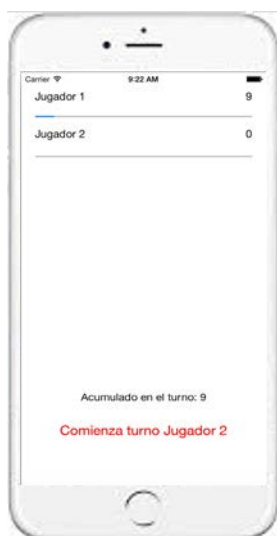 Carrier 9:22 AM
Jugador 1 9
Jugador 2 0
Acumulado en el turno: 9
Comienza turno Jugador 2